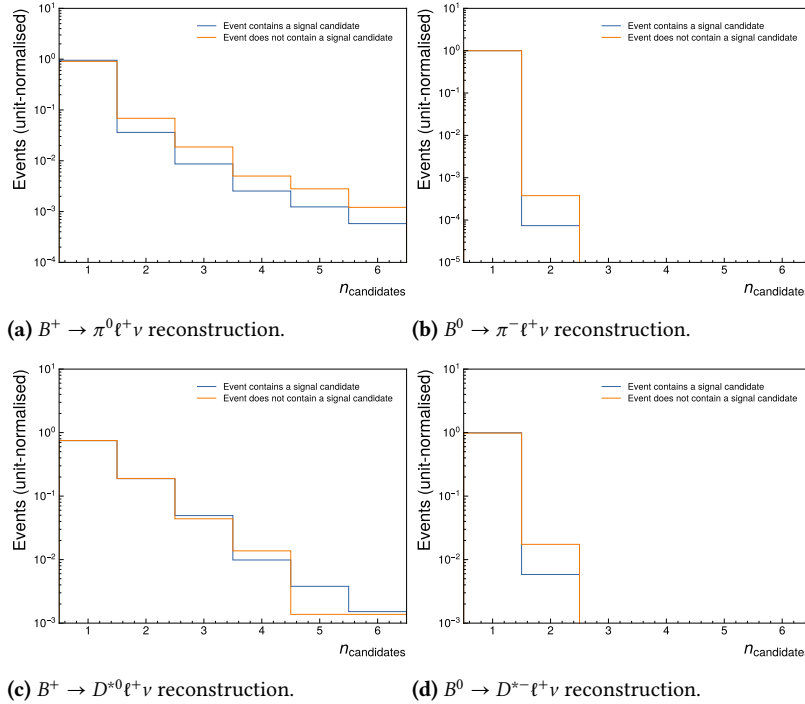 Event contains a signal candidate
Event does not contain a signal candidate
Events (unit-normalised)
10¹
10⁰
10⁻¹
10⁻²
10⁻³
10⁻⁴
1 2 3 4 5 6
n_candidates
(a) B⁺ → π⁰ℓ⁺ν reconstruction.
Event contains a signal candidate
Event does not contain a signal candidate
Events (unit-normalised)
10¹
10⁰
10⁻¹
10⁻²
10⁻³
10⁻⁴
10⁻⁵
1 2 3 4 5 6
n_candidates
(b) B⁰ → π⁻ℓ⁺ν reconstruction.
Event contains a signal candidate
Event does not contain a signal candidate
Events (unit-normalised)
10¹
10⁰
10⁻¹
10⁻²
10⁻³
1 2 3 4 5 6
n_candidates
(c) B⁺ → D*⁰ℓ⁺ν reconstruction.
Event contains a signal candidate
Event does not contain a signal candidate
Events (unit-normalised)
10¹
10⁰
10⁻¹
10⁻²
10⁻³
1 2 3 4 5 6
n_candidates
(d) B⁰ → D*⁻ℓ⁺ν reconstruction.